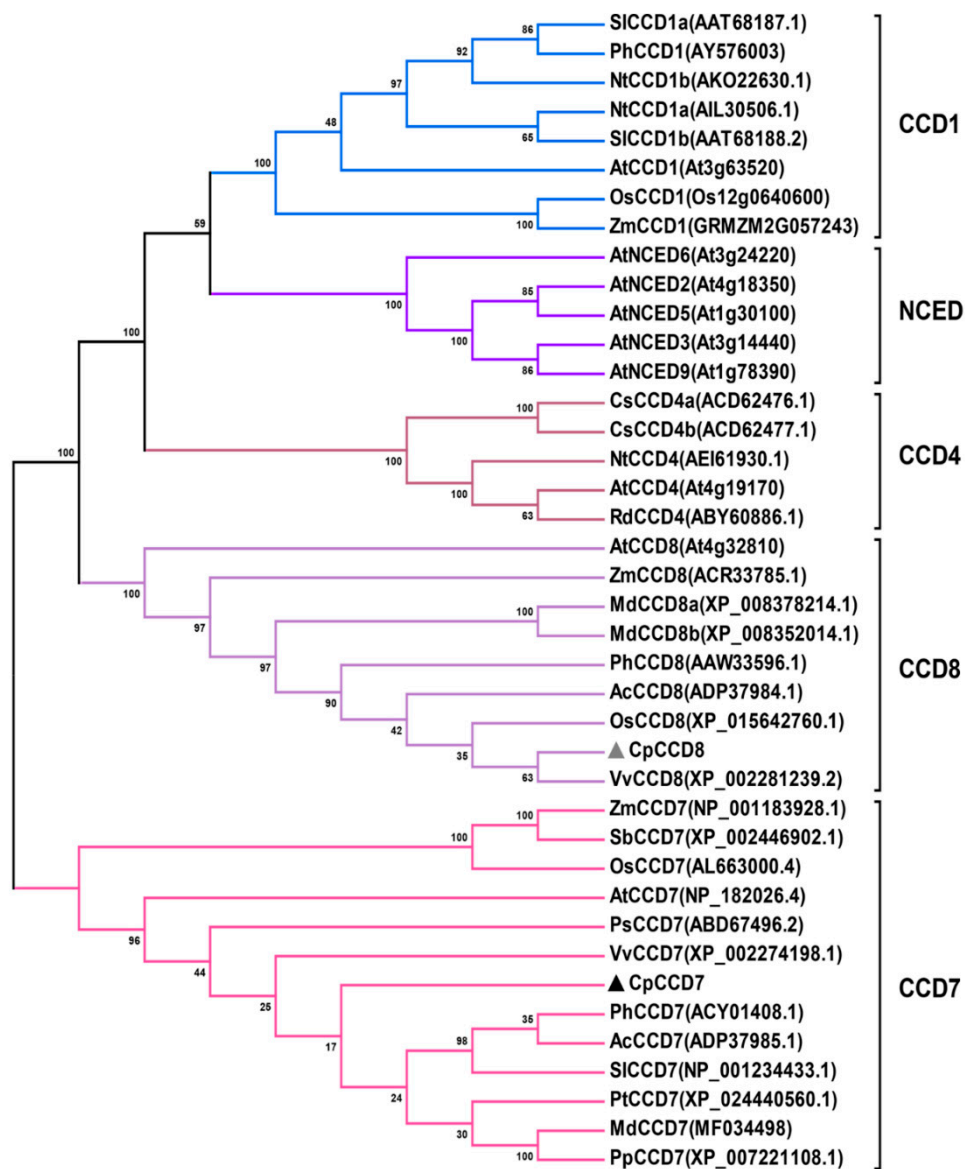 SlCCD1a(AAT68187.1)
86
PhCCD1(AY576003)
92
NtCCD1b(AKO22630.1)
97
NtCCD1a(AIL30506.1)
CCD1
48
65
SlCCD1b(AAT68188.2)
100
AtCCD1(At3g63520)
OsCCD1(Os12g0640600)
100
ZmCCD1(GRMZM2G057243)
59
AtNCED6(At3g24220)
AtNCED2(At4g18350)
85
100
AtNCED5(At1g30100)
NCED
100
AtNCED3(At3g14440)
100
86
AtNCED9(At1g78390)
CsCCD4a(ACD62476.1)
100
CsCCD4b(ACD62477.1)
100
100
NtCCD4(AEI61930.1)
CCD4
100
AtCCD4(At4g19170)
63
RdCCD4(ABY60886.1)
AtCCD8(At4g32810)
100
ZmCCD8(ACR33785.1)
97
MdCCD8a(XP_008378214.1)
100
MdCCD8b(XP_008352014.1)
97
PhCCD8(AAW33596.1)
CCD8
90
AcCCD8(ADP37984.1)
42
OsCCD8(XP_015642760.1)
35
CpCCD8
63
VvCCD8(XP_002281239.2)
ZmCCD7(NP_001183928.1)
100
100
SbCCD7(XP_002446902.1)
OsCCD7(AL663000.4)
AtCCD7(NP_182026.4)
96
PsCCD7(ABD67496.2)
44
VvCCD7(XP_002274198.1)
25
CpCCD7
CCD7
17
PhCCD7(ACY01408.1)
35
98
AcCCD7(ADP37985.1)
SlCCD7(NP_001234433.1)
24
PtCCD7(XP_024440560.1)
30
MdCCD7(MF034498)
100
PpCCD7(XP_007221108.1)